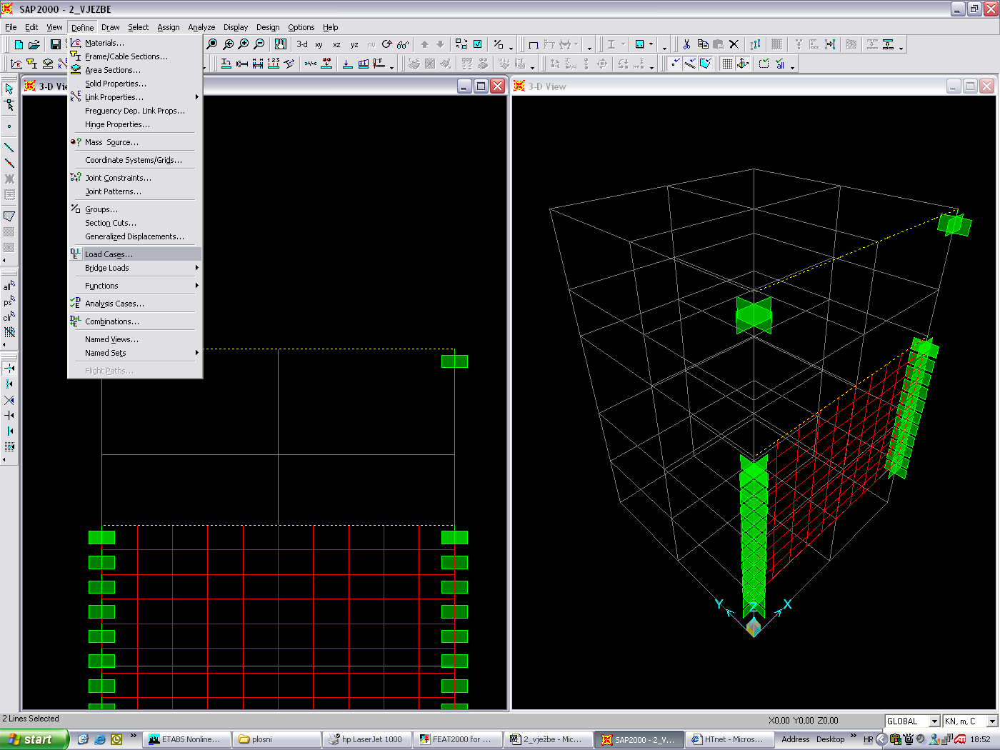 SAP2000 - 2_VJEZBE
File Edit View Define Draw Select Assign Analyze Display Design Options Help
3-d xy xz yz nv
Materials...
Frame/Cable Sections...
Area Sections...
Solid Properties...
Link Properties...
Frequency Dep. Link Props...
Hinge Properties...
Mass Source...
Coordinate Systems/Grids...
Joint Constraints...
Joint Patterns...
Groups...
Section Cuts...
Generalized Displacements...
Load Cases...
Bridge Loads
Functions
Analysis Cases...
Combinations...
Named Views...
Named Sets
Flight Paths...
3-D Vie
3-D View
all
ps
clr
all
Y Z X
2 Lines Selected
X0,00 Y0,00 Z0,00
GLOBAL
KN, m, C
start
ETABS Nonline...
plosni
hp LaserJet 1000
FEAT2000 for ...
2_vježbe - Mic...
SAP2000 - 2_V...
HTnet - Micros...
Address Desktop
HR
18:52